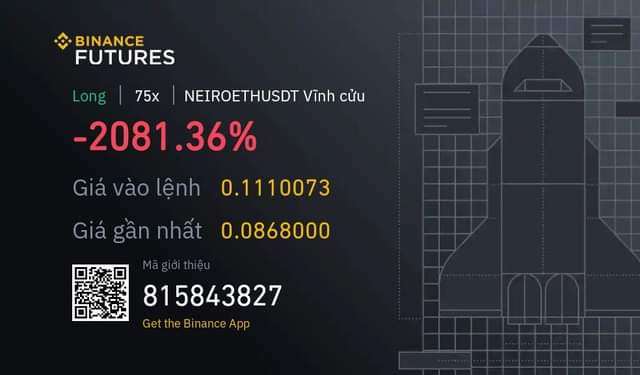 BINANCE
FUTURES
Long | 75x | NEIROETHUSDT Vĩnh cửu
-2081.36%
Giá vào lệnh 0.1110073
Giá gần nhất 0.0868000
Mã giới thiệu
815843827
Get the Binance App